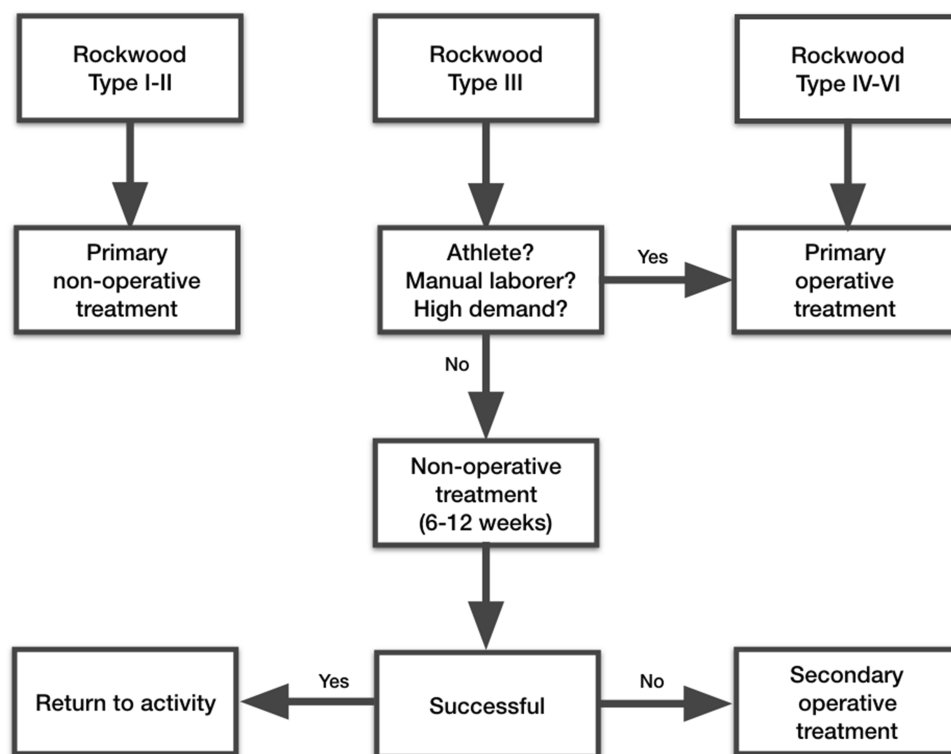 Rockwood
Type I-II
Rockwood
Type III
Rockwood
Type IV-VI
Primary
non-operative
treatment
Athlete?
Manual laborer?
High demand?
Yes
Primary
operative
treatment
No
Non-operative
treatment
(6-12 weeks)
Return to activity
Yes
Successful
No
Secondary
operative
treatment